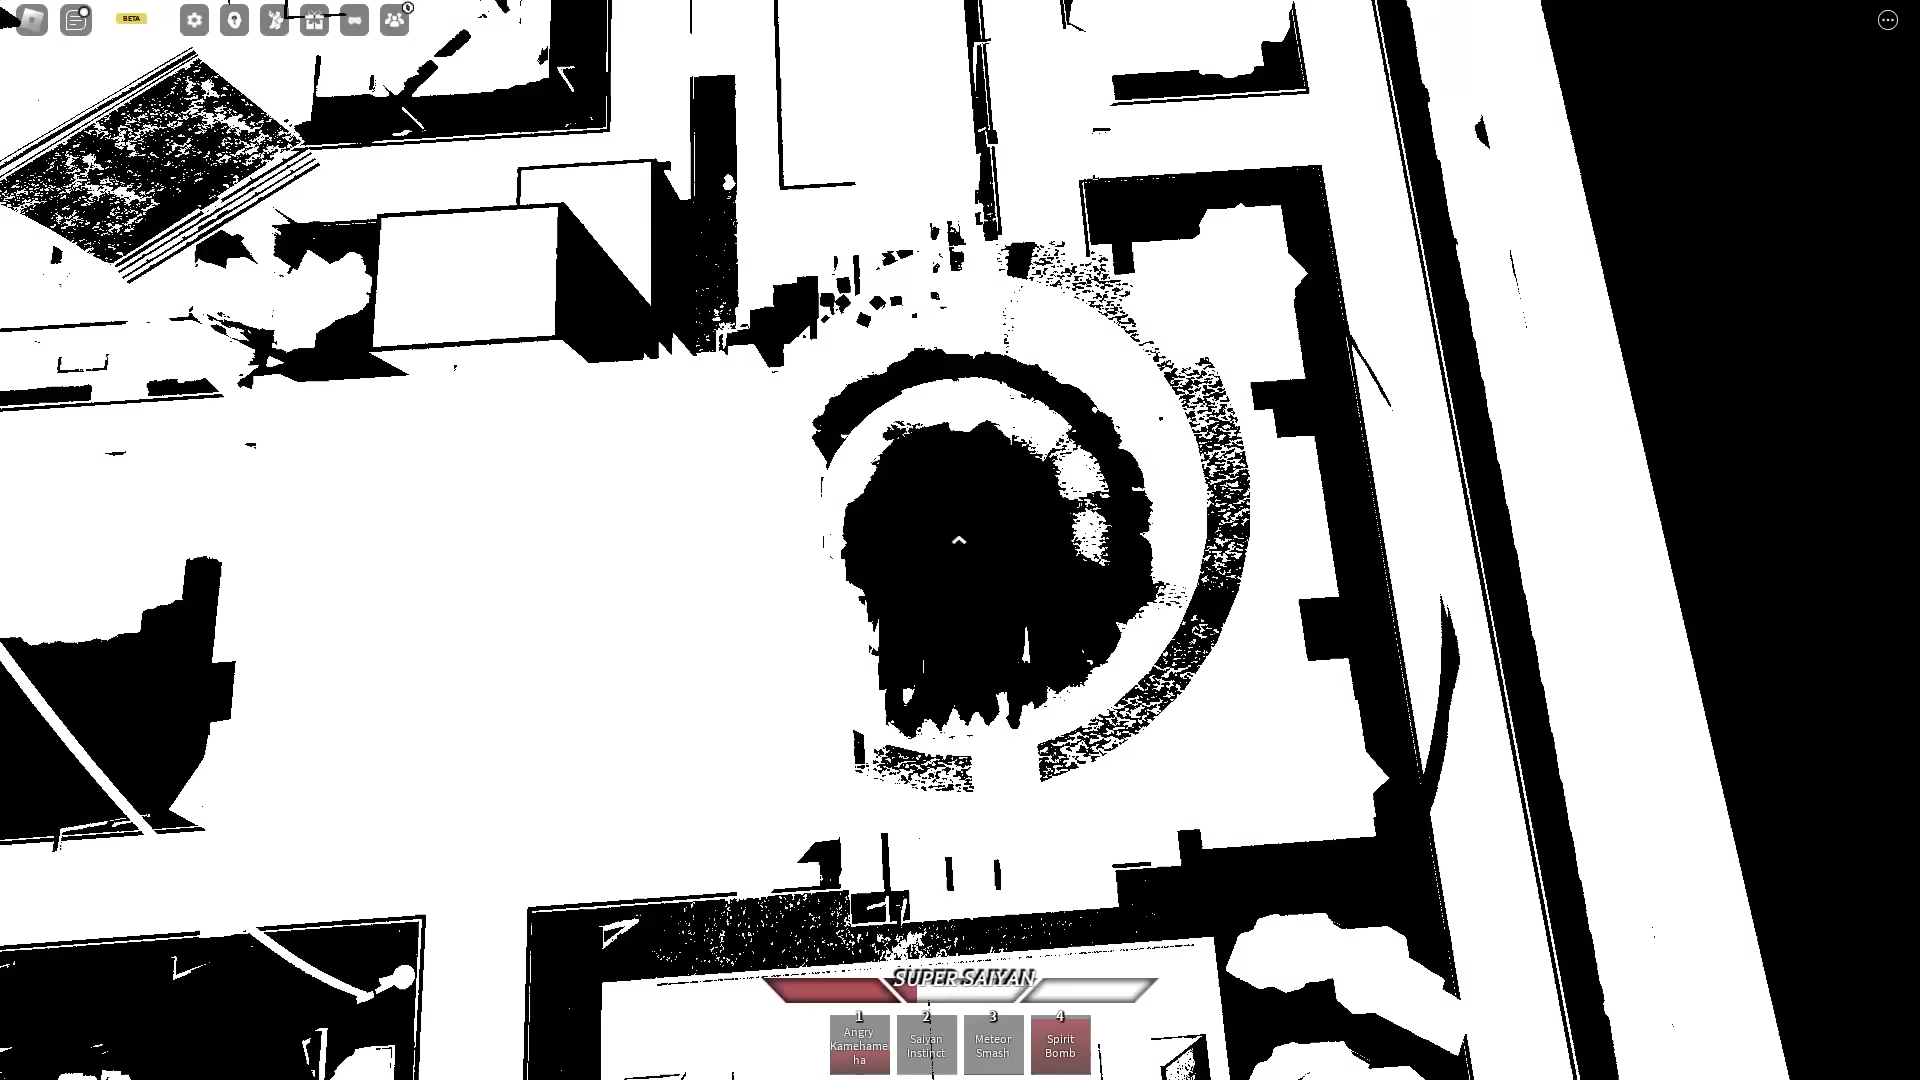 BETA
SUPER SAIYAN
1
Angry
Kamehame
ha
2
Saiyan
Instinct
3
Meteor
Smash
4
Spirit
Bomb